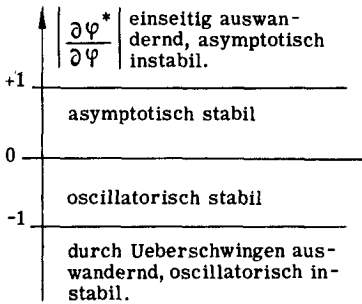 |∂φ*/∂φ| einseitig auswan-
dernd, asymptotisch
instabil.
+1
asymptotisch stabil
0
oscillatorisch stabil
-1
durch Ueberschwingen aus-
wandernd, oscillatorisch in-
stabil.